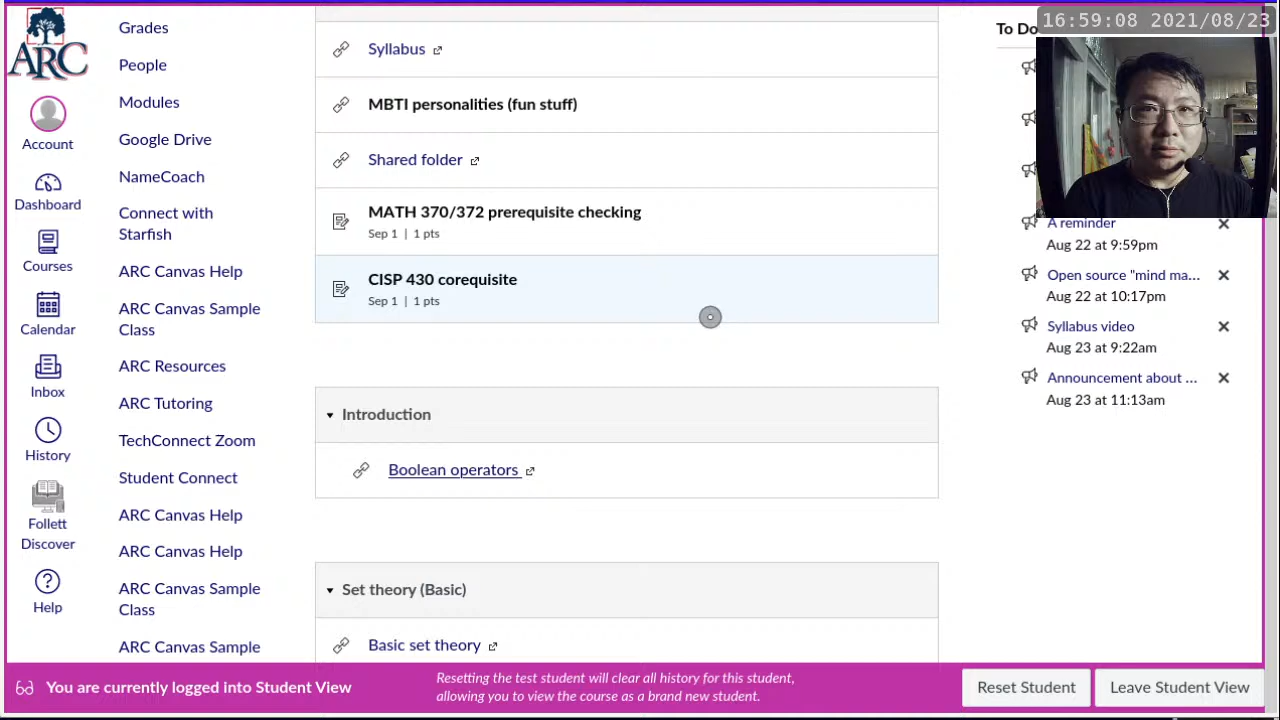 16:59:08 2021/08/23
ARC
Account
Dashboard
Courses
Calendar
Inbox
History
Follett
Discover
Help
Grades
People
Modules
Google Drive
NameCoach
Connect with
Starfish
ARC Canvas Help
ARC Canvas Sample
Class
ARC Resources
ARC Tutoring
TechConnect Zoom
Student Connect
ARC Canvas Help
ARC Canvas Help
ARC Canvas Sample
Class
ARC Canvas Sample
Syllabus
MBTI personalities (fun stuff)
Shared folder
MATH 370/372 prerequisite checking
Sep 1 | 1 pts
CISP 430 corequisite
Sep 1 | 1 pts
Introduction
Boolean operators
Set theory (Basic)
Basic set theory
To Do
A reminder
Aug 22 at 9:59pm
Open source "mind ma...
Aug 22 at 10:17pm
Syllabus video
Aug 23 at 9:22am
Announcement about ...
Aug 23 at 11:13am
You are currently logged into Student View
Resetting the test student will clear all history for this student,
allowing you to view the course as a brand new student.
Reset Student
Leave Student View